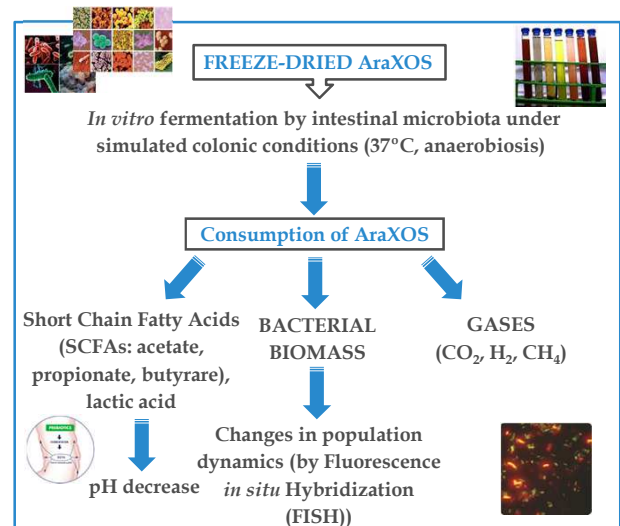 FREEZE-DRIED AraXOS
In vitro fermentation by intestinal microbiota under
simulated colonic conditions (37ºC, anaerobiosis)
Consumption of AraXOS
Short Chain Fatty Acids
(SCFAs: acetate,
propionate, butyrare),
lactic acid
BACTERIAL
BIOMASS
GASES
(CO₂, H₂, CH₄)
pH decrease
Changes in population
dynamics (by Fluorescence
in situ Hybridization
(FISH))